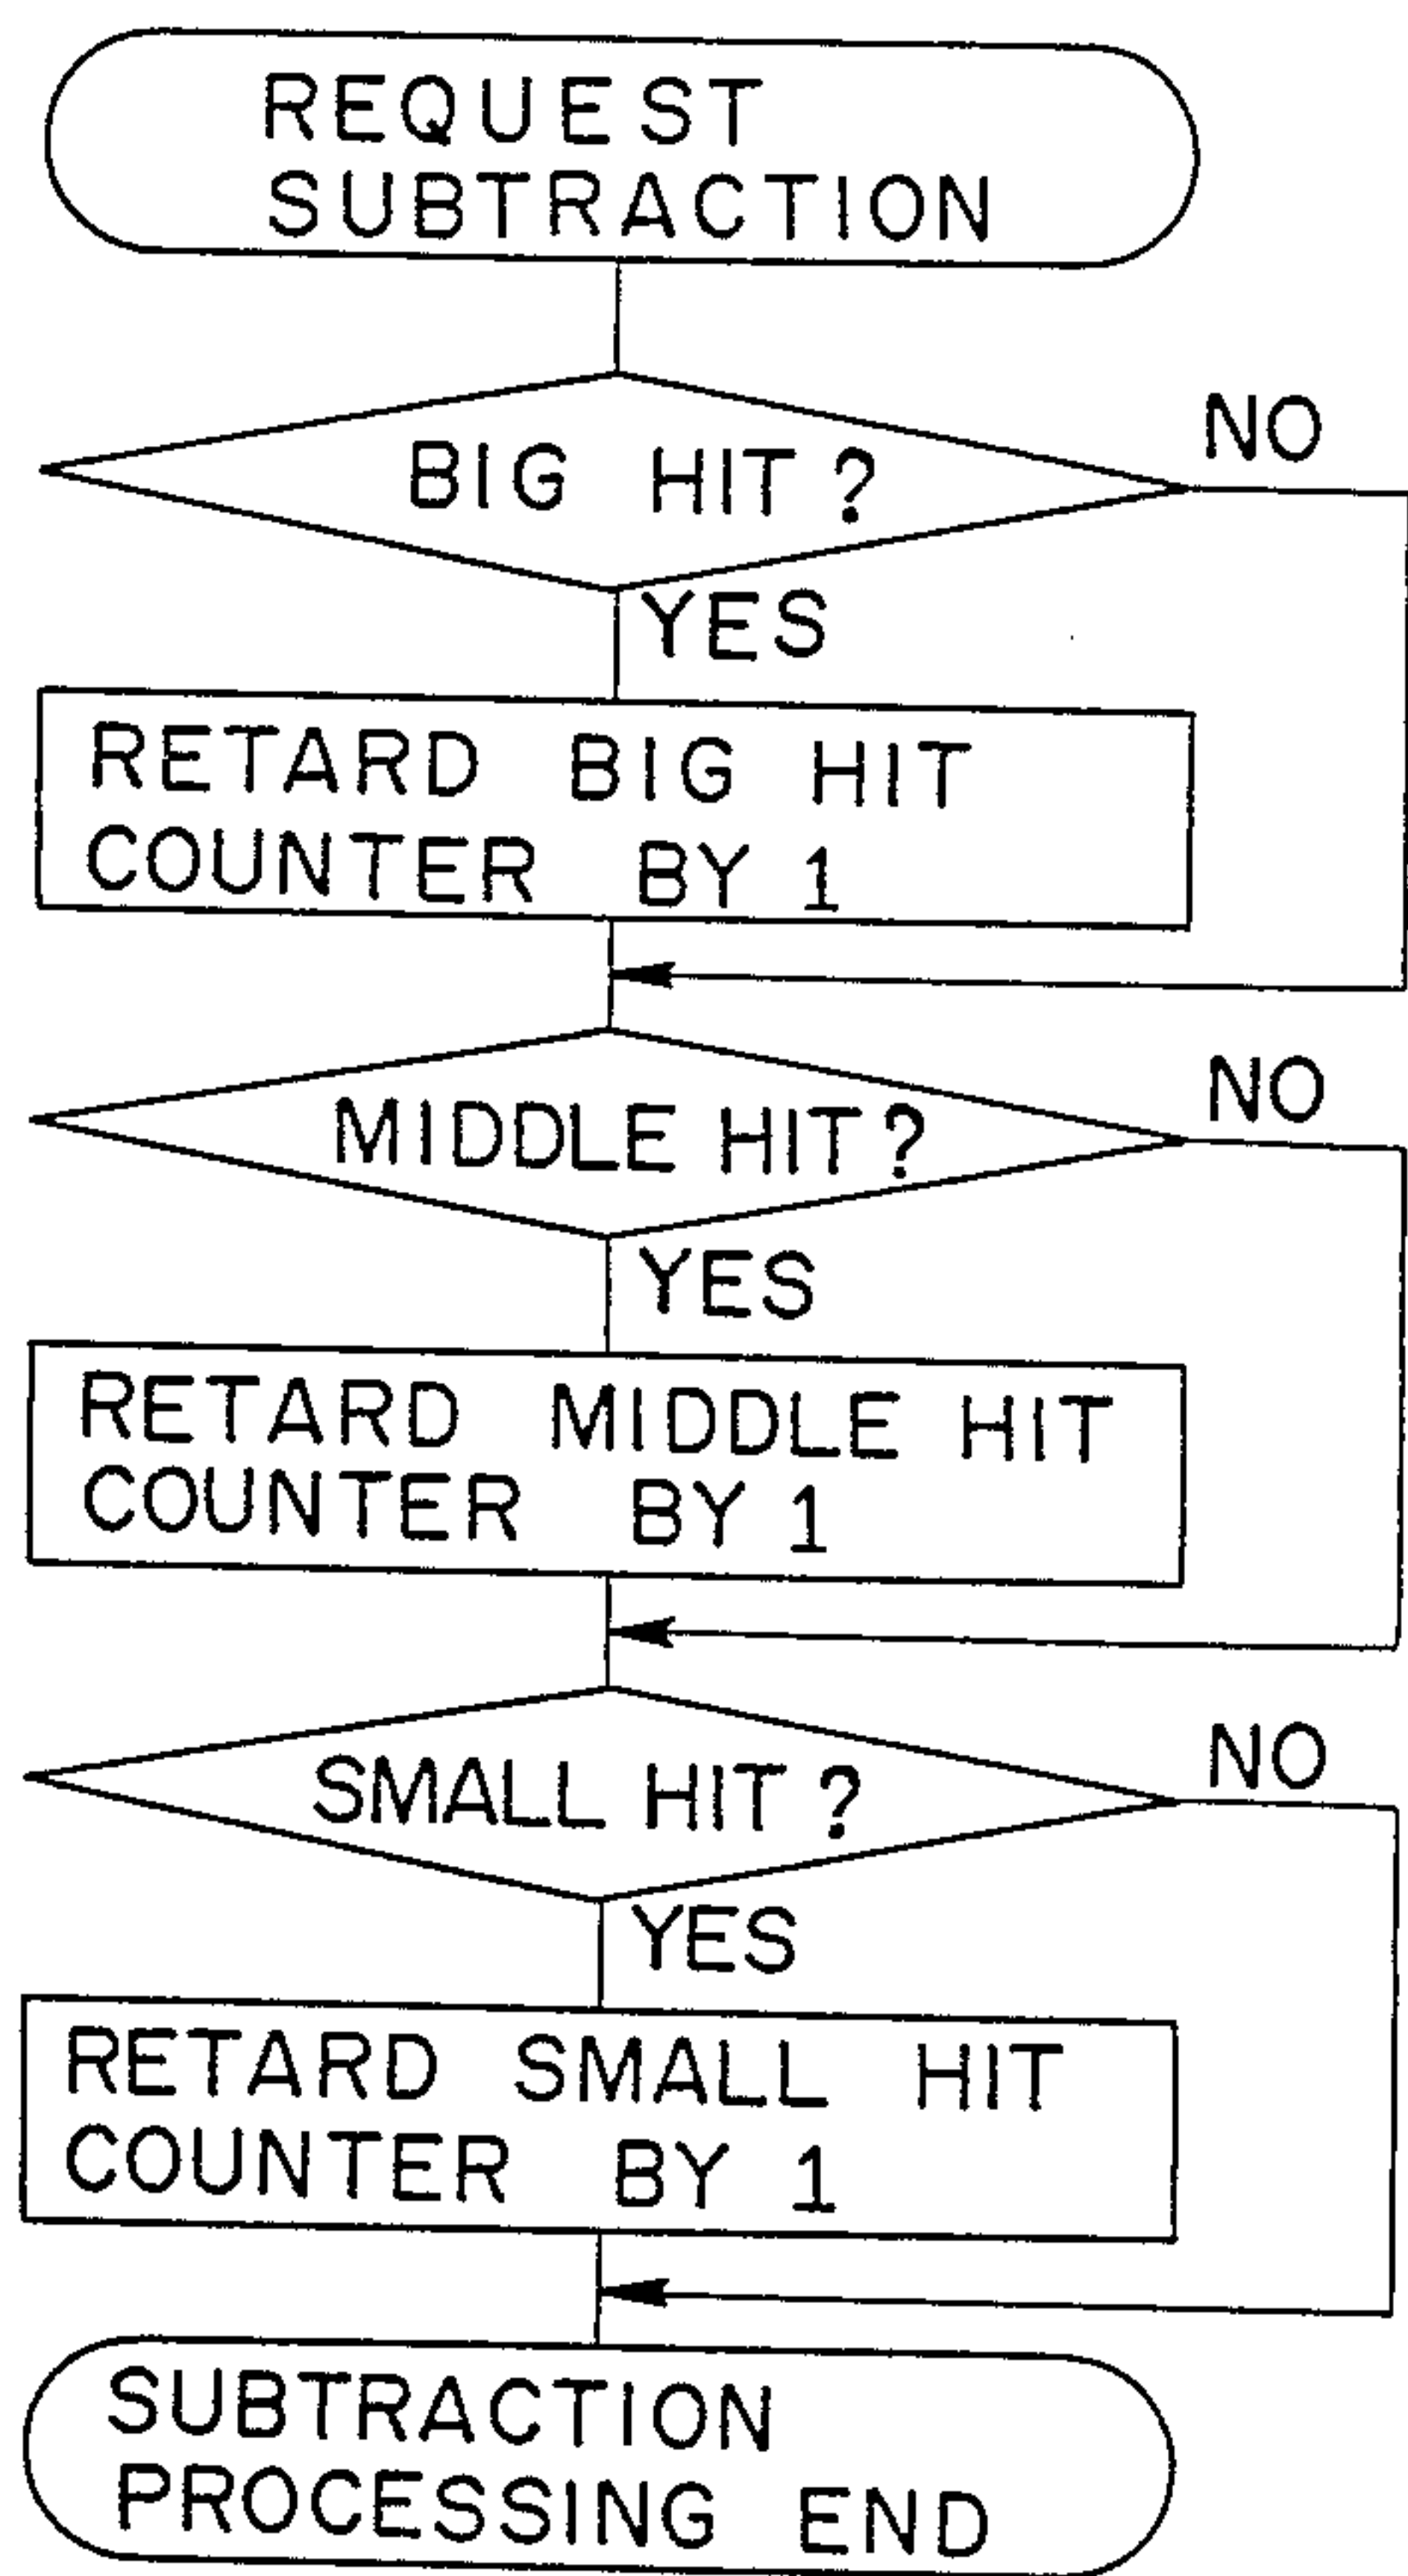 REQUEST
SUBTRACTION
BIG HIT?
NO
YES
RETARD BIG HIT
COUNTER BY 1
MIDDLE HIT?
NO
YES
RETARD MIDDLE HIT
COUNTER BY 1
SMALL HIT?
NO
YES
RETARD SMALL HIT
COUNTER BY 1
SUBTRACTION
PROCESSING END